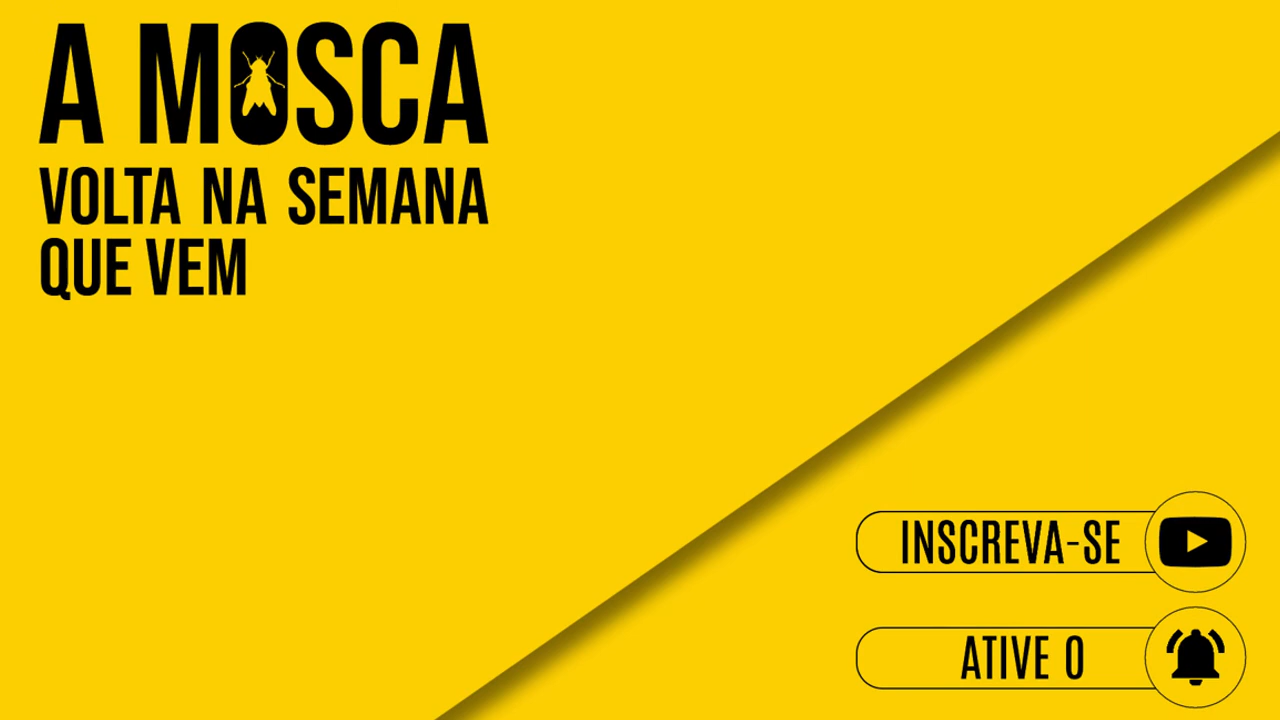 A MOSCA
VOLTA NA SEMANA
QUE VEM
INSCREVA-SE
ATIVE O